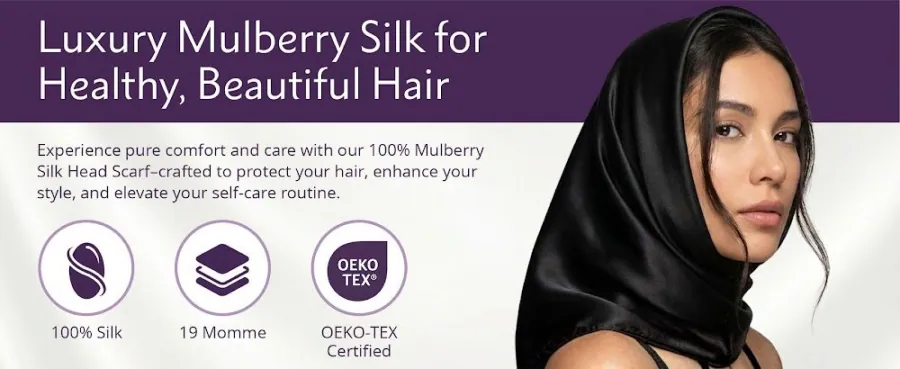 Luxury Mulberry Silk for
Healthy, Beautiful Hair
Experience pure comfort and care with our 100% Mulberry
Silk Head Scarf–crafted to protect your hair, enhance your
style, and elevate your self-care routine.
OEKO
TEX®
100% Silk
19 Momme
OEKO-TEX
Certified